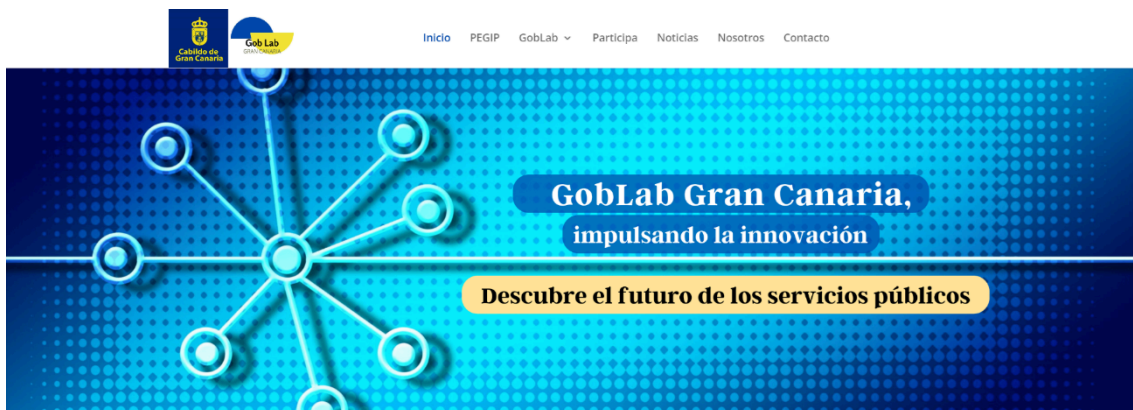 Cabildo de
Gran Canaria
Gob Lab
GRAN CANARIA
Inicio PEGIP GobLab Participa Noticias Nosotros Contacto
GobLab Gran Canaria,
impulsando la innovación
Descubre el futuro de los servicios públicos